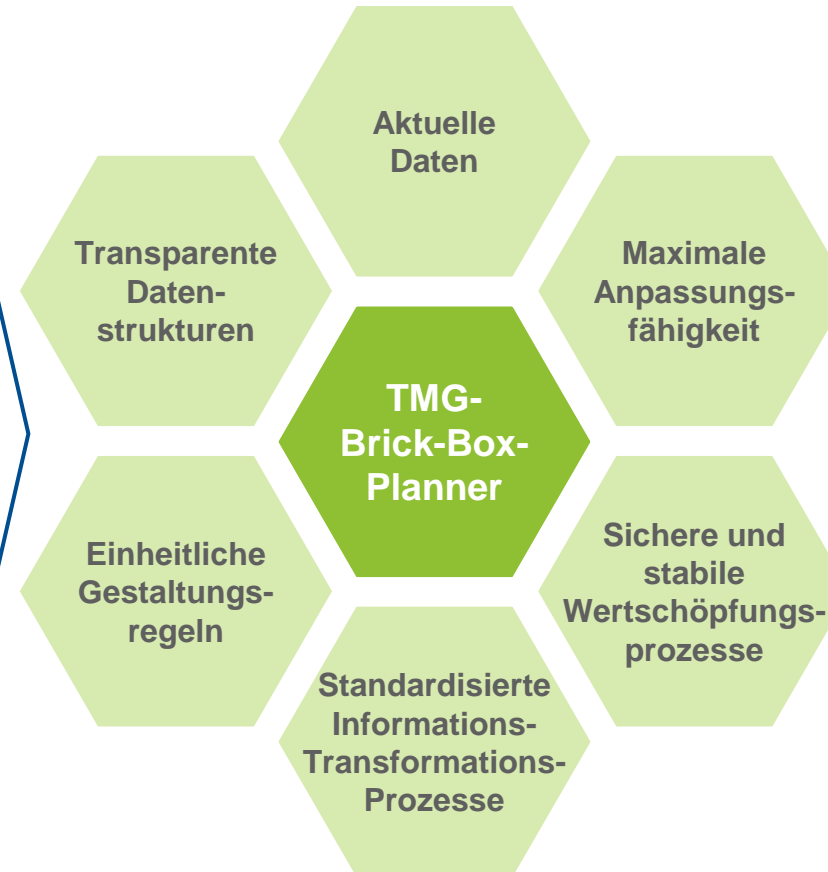 Aktuelle
Daten
Transparente
Daten-
strukturen
Maximale
Anpassungs-
fähigkeit
TMG-
Brick-Box-
Planner
Einheitliche
Gestaltungs-
regeln
Sichere und
stabile
Wertschöpfungs-
prozesse
Standardisierte
Informations-
Transformations-
Prozesse